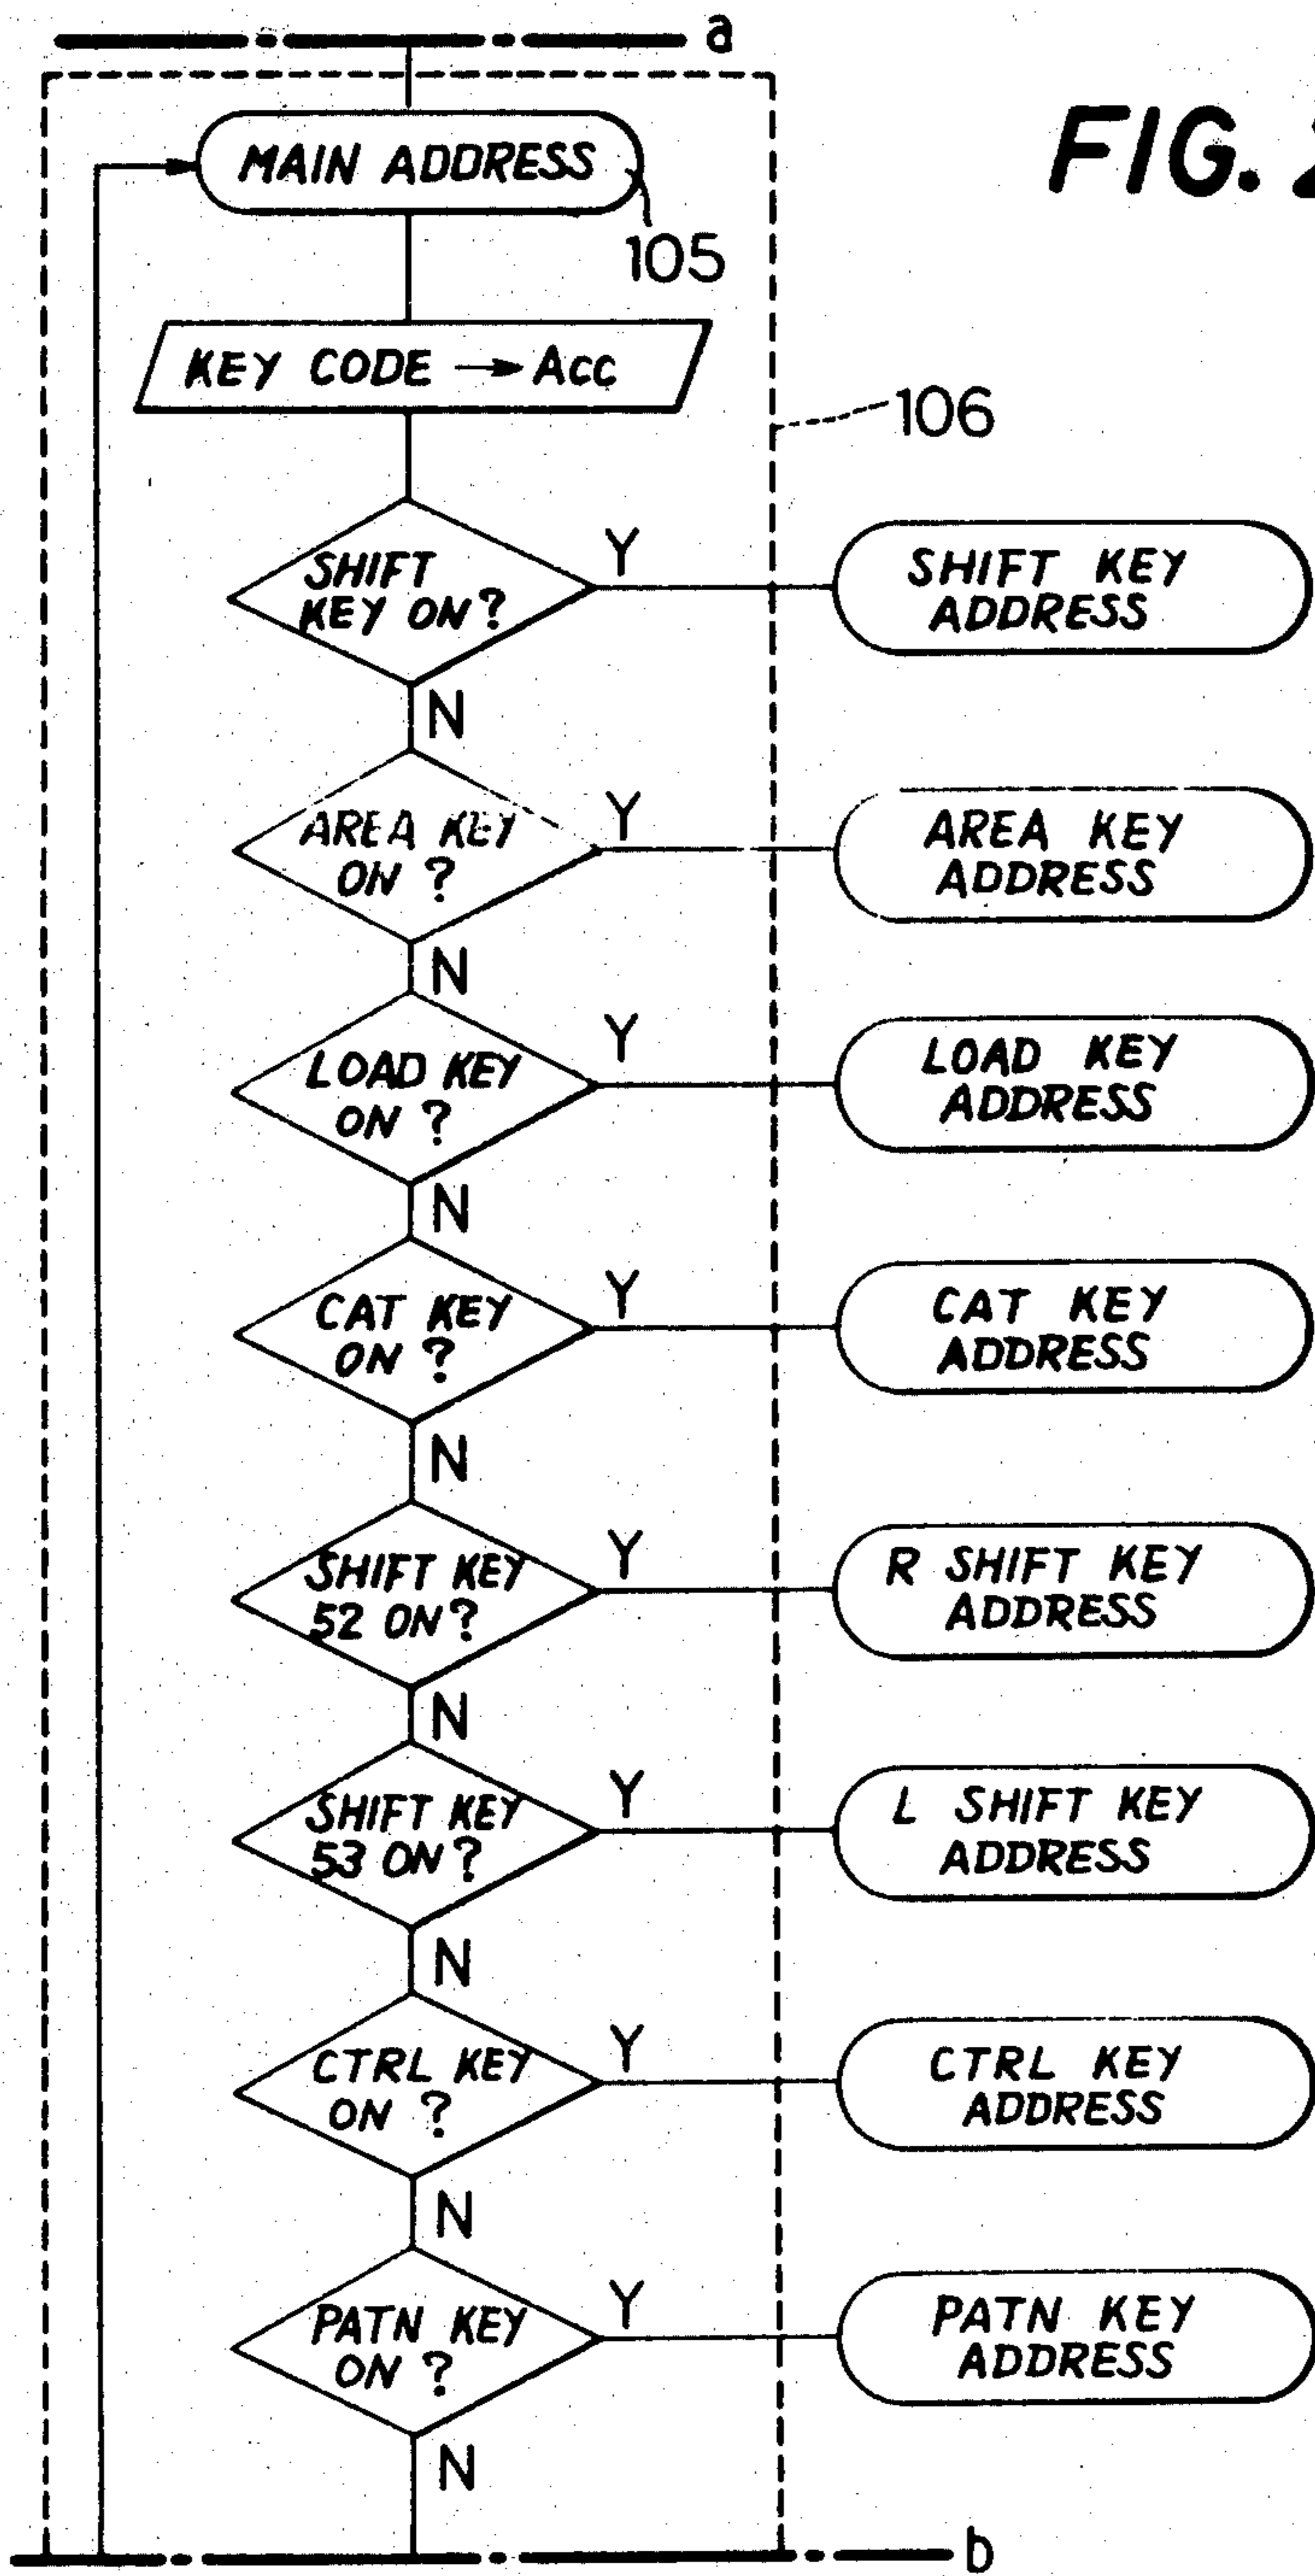 a
FIG. 2
MAIN ADDRESS
105
KEY CODE → Acc
106
SHIFT
KEY ON?
Y
SHIFT KEY
ADDRESS
N
AREA KEY
ON ?
Y
AREA KEY
ADDRESS
N
LOAD KEY
ON ?
Y
LOAD KEY
ADDRESS
N
CAT KEY
ON ?
Y
CAT KEY
ADDRESS
N
SHIFT KEY
52 ON?
Y
R SHIFT KEY
ADDRESS
N
SHIFT KEY
53 ON?
Y
L SHIFT KEY
ADDRESS
N
CTRL KEY
ON ?
Y
CTRL KEY
ADDRESS
N
PATN KEY
ON ?
Y
PATN KEY
ADDRESS
N
b